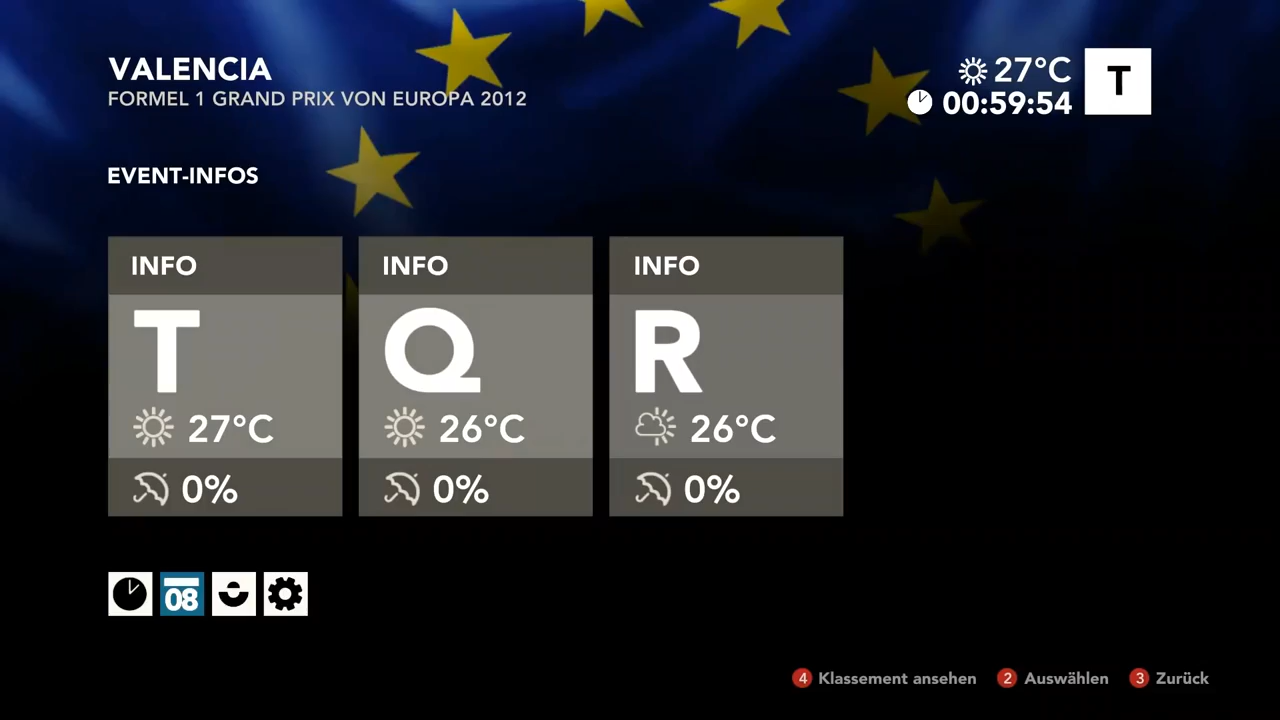 VALENCIA
FORMEL 1 GRAND PRIX VON EUROPA 2012
27°C
00:59:54
T
EVENT-INFOS
INFO
T
27°C
0%
INFO
Q
26°C
0%
INFO
R
26°C
0%
08
4 Klassement ansehen 2 Auswählen 3 Zurück